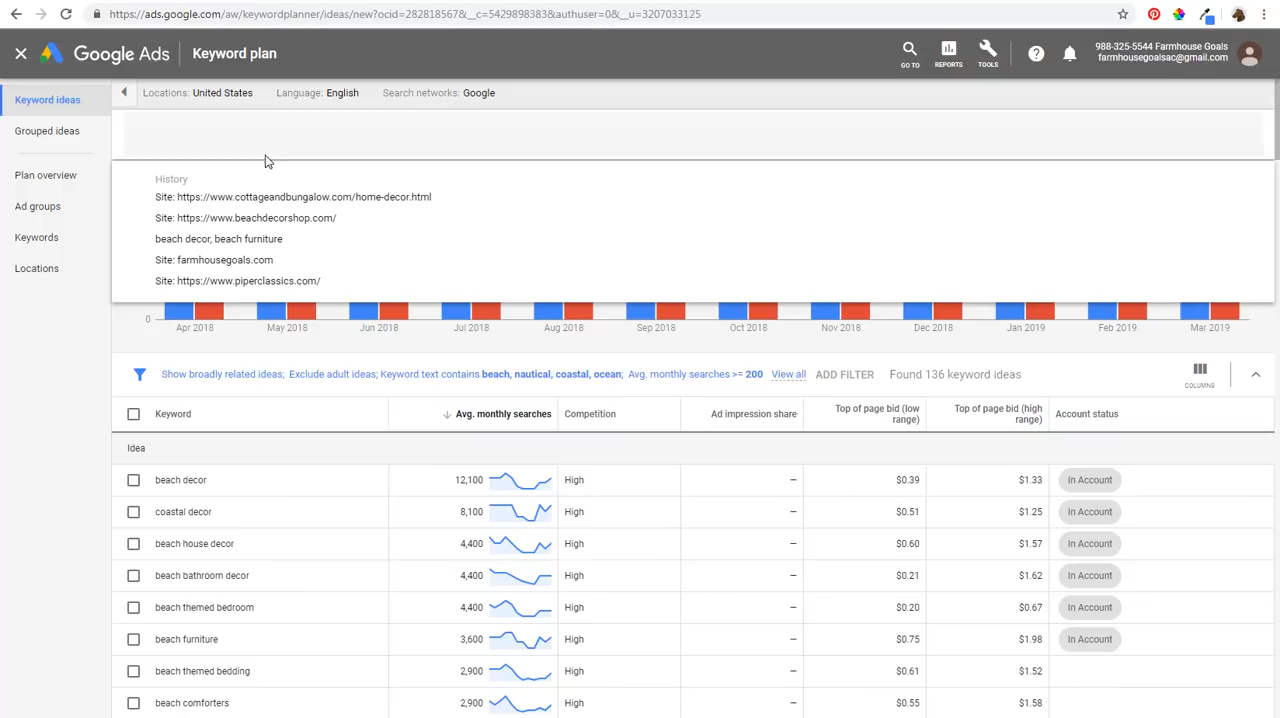 https://ads.google.com/aw/keywordplanner/ideas/new?ocid=282818567&__c=5429898383&authuser=0&__u=3207033125
Google Ads
Keyword plan
GO TO
REPORTS
TOOLS
988-325-5544 Farmhouse Goals
farmhousegoalsac@gmail.com
Keyword ideas
Grouped ideas
Plan overview
Ad groups
Keywords
Locations
Locations: United States
Language: English
Search networks: Google
History
Site: https://www.cottageandbungalow.com/home-decor.html
Site: https://www.beachdecorshop.com/
beach decor, beach furniture
Site: farmhousegoals.com
Site: https://www.piperclassics.com/
0
Apr 2018 May 2018 Jun 2018 Jul 2018 Aug 2018 Sep 2018 Oct 2018 Nov 2018 Dec 2018 Jan 2019 Feb 2019 Mar 2019
Show broadly related ideas; Exclude adult ideas; Keyword text contains beach, nautical, coastal, ocean; Avg. monthly searches >= 200 View all ADD FILTER Found 136 keyword ideas
COLUMNS
Keyword Avg. monthly searches Competition Ad impression share Top of page bid (low range) Top of page bid (high range) Account status
Idea
beach decor 12,100 High – $0.39 $1.33 In Account
coastal decor 8,100 High – $0.51 $1.25 In Account
beach house decor 4,400 High – $0.60 $1.57 In Account
beach bathroom decor 4,400 High – $0.21 $1.62 In Account
beach themed bedroom 4,400 High – $0.20 $0.67 In Account
beach furniture 3,600 High – $0.75 $1.98 In Account
beach themed bedding 2,900 High – $0.61 $1.52
beach comforters 2,900 High – $0.55 $1.58